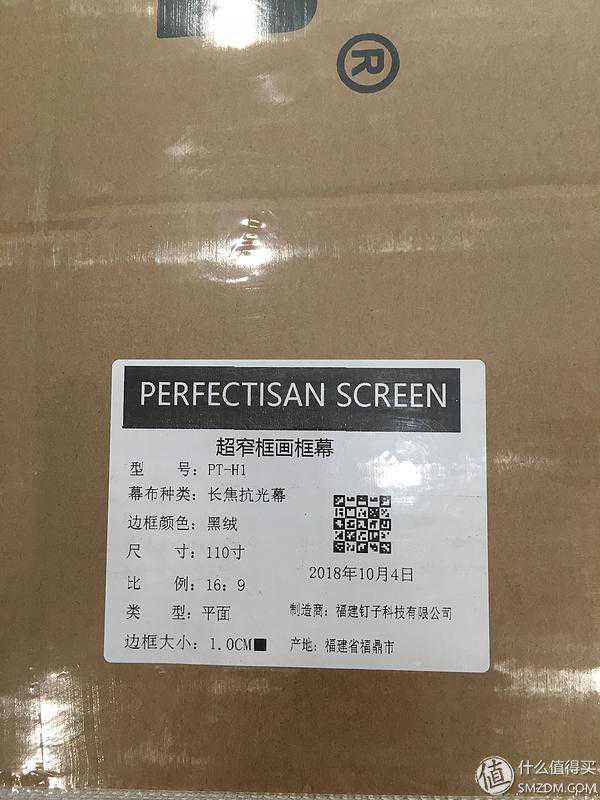 ®
PERFECTISAN SCREEN
超窄框画框幕
型 号: PT-H1
幕布种类: 长焦抗光幕
边框颜色: 黑绒
尺 寸: 110寸
2018年10月4日
比 例: 16: 9
类 型: 平面
制造商: 福建钉子科技有限公司
边框大小: 1.0CM■
产地: 福建省福鼎市
值 什么值得买
SMZDM.COM